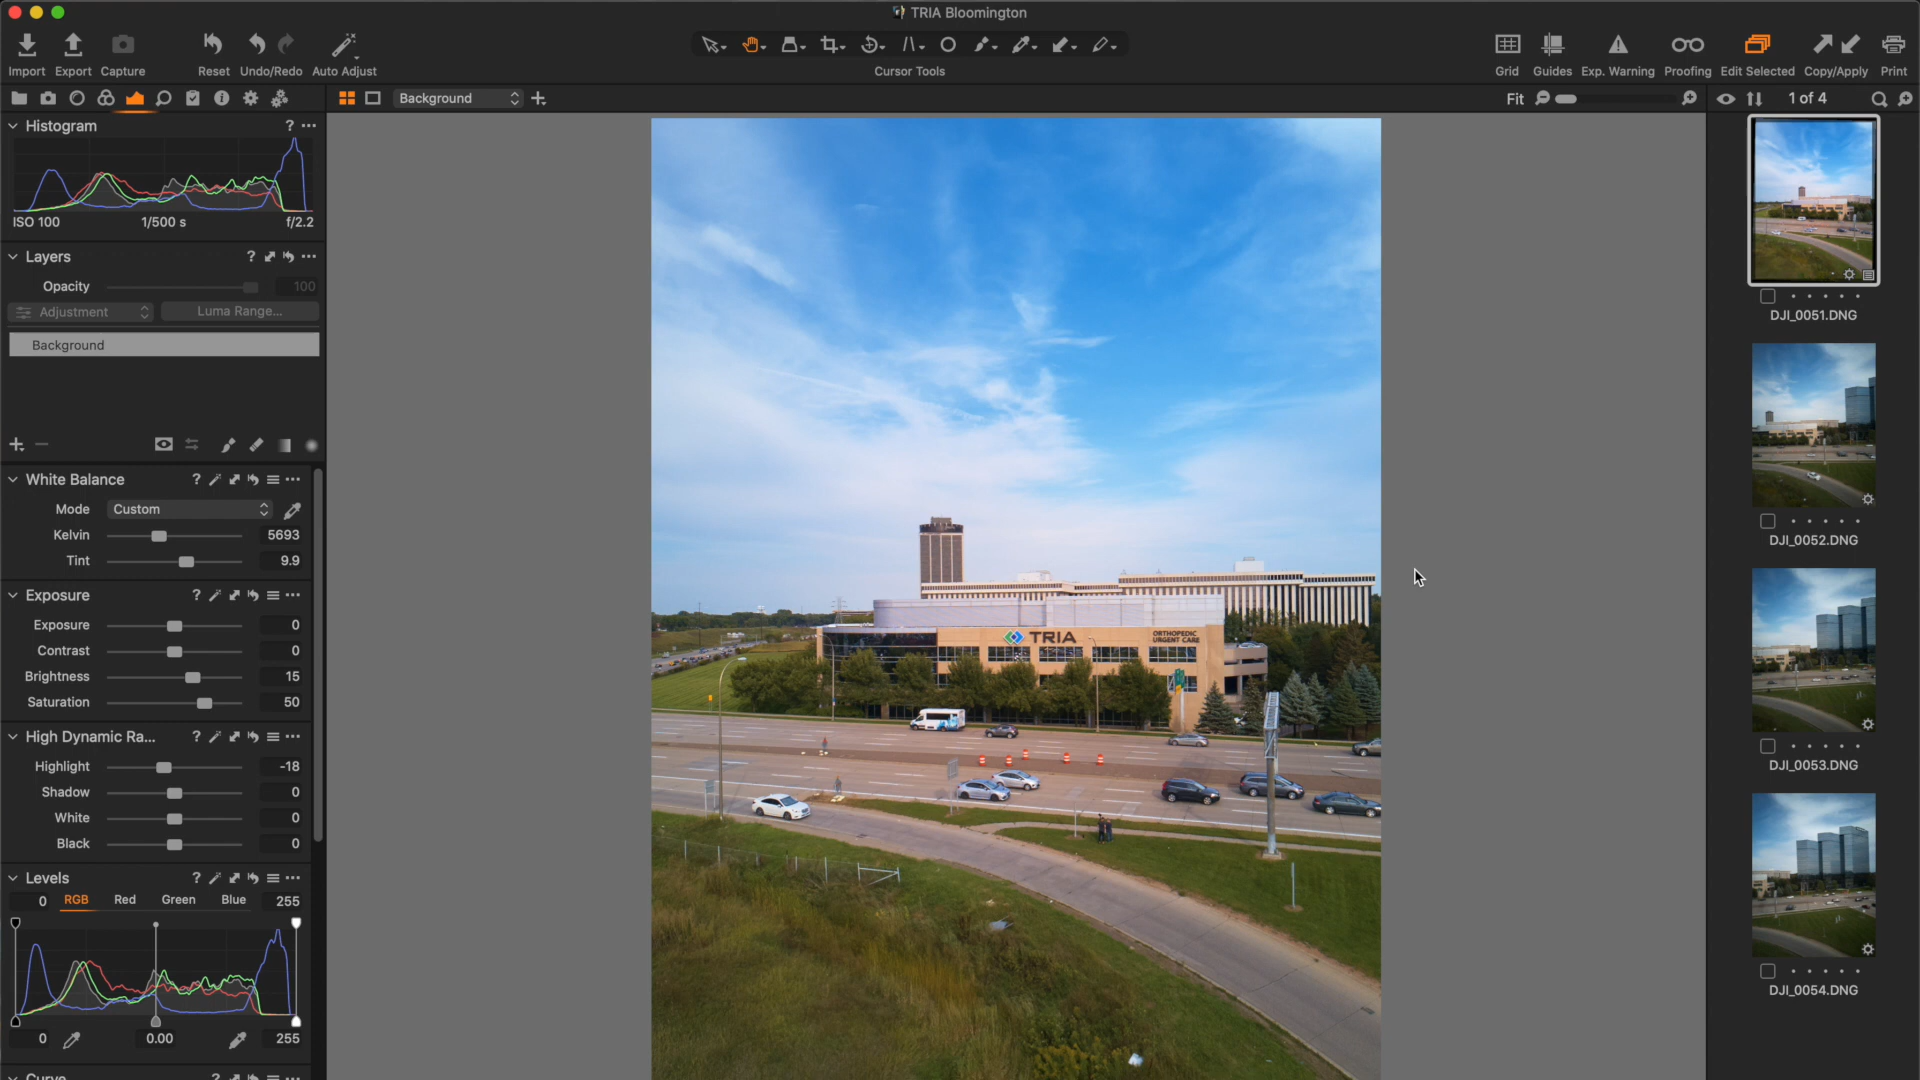 TRIA Bloomington
Import Export Capture Reset Undo/Redo Auto Adjust Cursor Tools Grid Guides Exp. Warning Proofing Edit Selected Copy/Apply Print
Background
Fit
1 of 4
Histogram ?
ISO 100 1/500 s f/2.2
Layers ?
Opacity 100
Adjustment Luma Range...
Background
White Balance ?
Mode Custom
Kelvin 5693
Tint 9.9
Exposure ?
Exposure 0
Contrast 0
Brightness 15
Saturation 50
High Dynamic Ra... ?
Highlight -18
Shadow 0
White 0
Black 0
Levels ?
0 RGB Red Green Blue 255
0 0.00 255
Curve ?
TRIA
ORTHOPEDIC
URGENT CARE
DJI_0051.DNG
DJI_0052.DNG
DJI_0053.DNG
DJI_0054.DNG